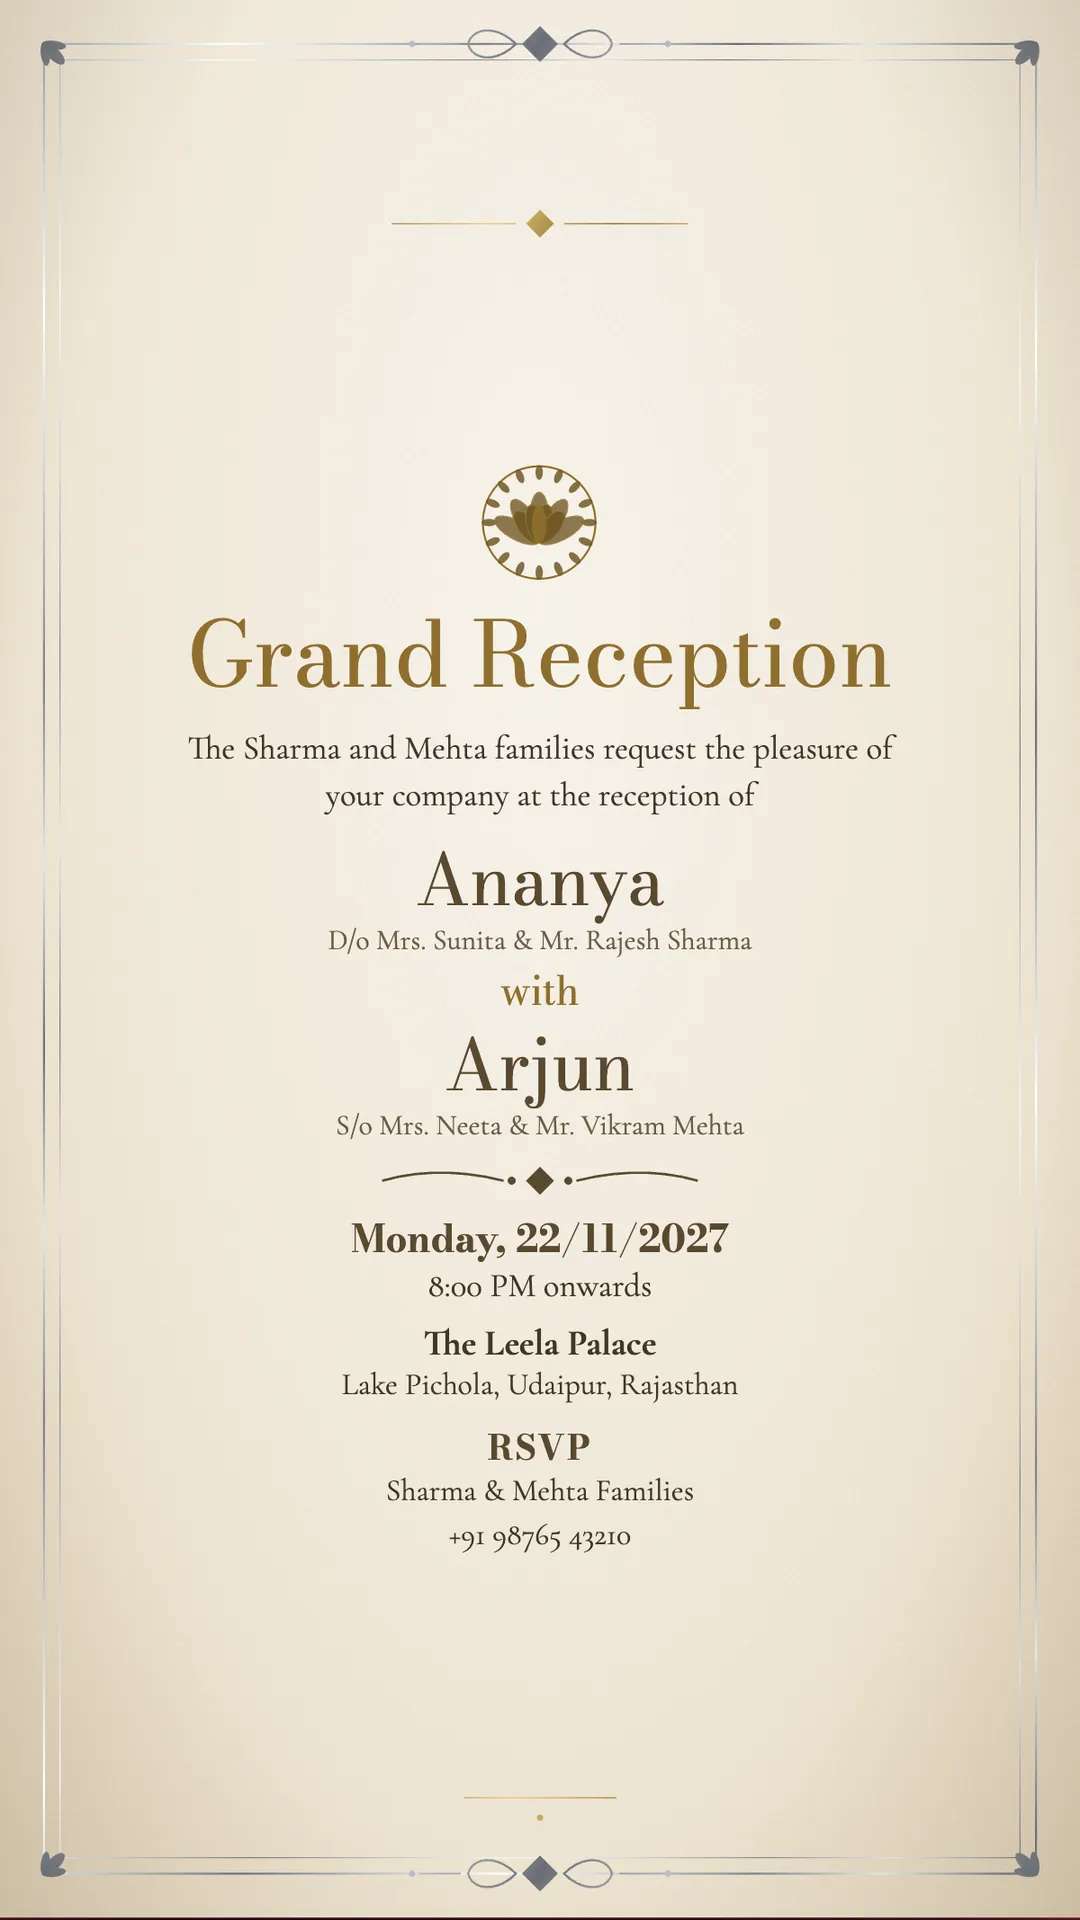 Grand Reception
The Sharma and Mehta families request the pleasure of
your company at the reception of
Ananya
D/o Mrs. Sunita & Mr. Rajesh Sharma
with
Arjun
S/o Mrs. Neeta & Mr. Vikram Mehta
Monday, 22/11/2027
8:00 PM onwards
The Leela Palace
Lake Pichola, Udaipur, Rajasthan
RSVP
Sharma & Mehta Families
+91 98765 43210